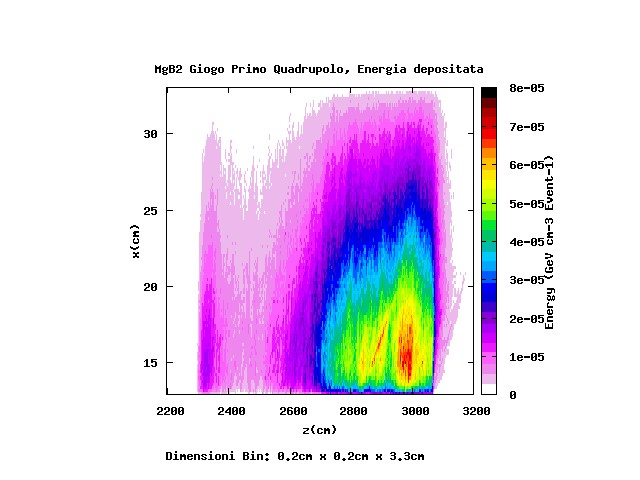 MgB2 Giogo Primo Quadrupolo, Energia depositata
8e-05
7e-05
6e-05
5e-05
4e-05
3e-05
2e-05
1e-05
0
Energy (GeV cm-3 Event-1)
30
25
20
15
x(cm)
2200 2400 2600 2800 3000 3200
z(cm)
Dimensioni Bin: 0.2cm x 0.2cm x 3.3cm